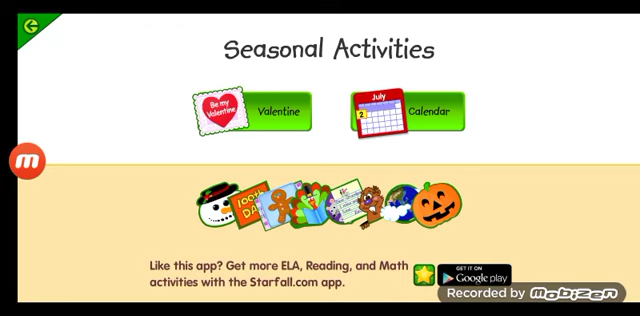 Seasonal Activities
Be my
Valentine
Valentine
July
2
Calendar
100th
DAY
Like this app? Get more ELA, Reading, and Math
activities with the Starfall.com app.
GET IT ON
Google play
Recorded by MOBIZEN
m